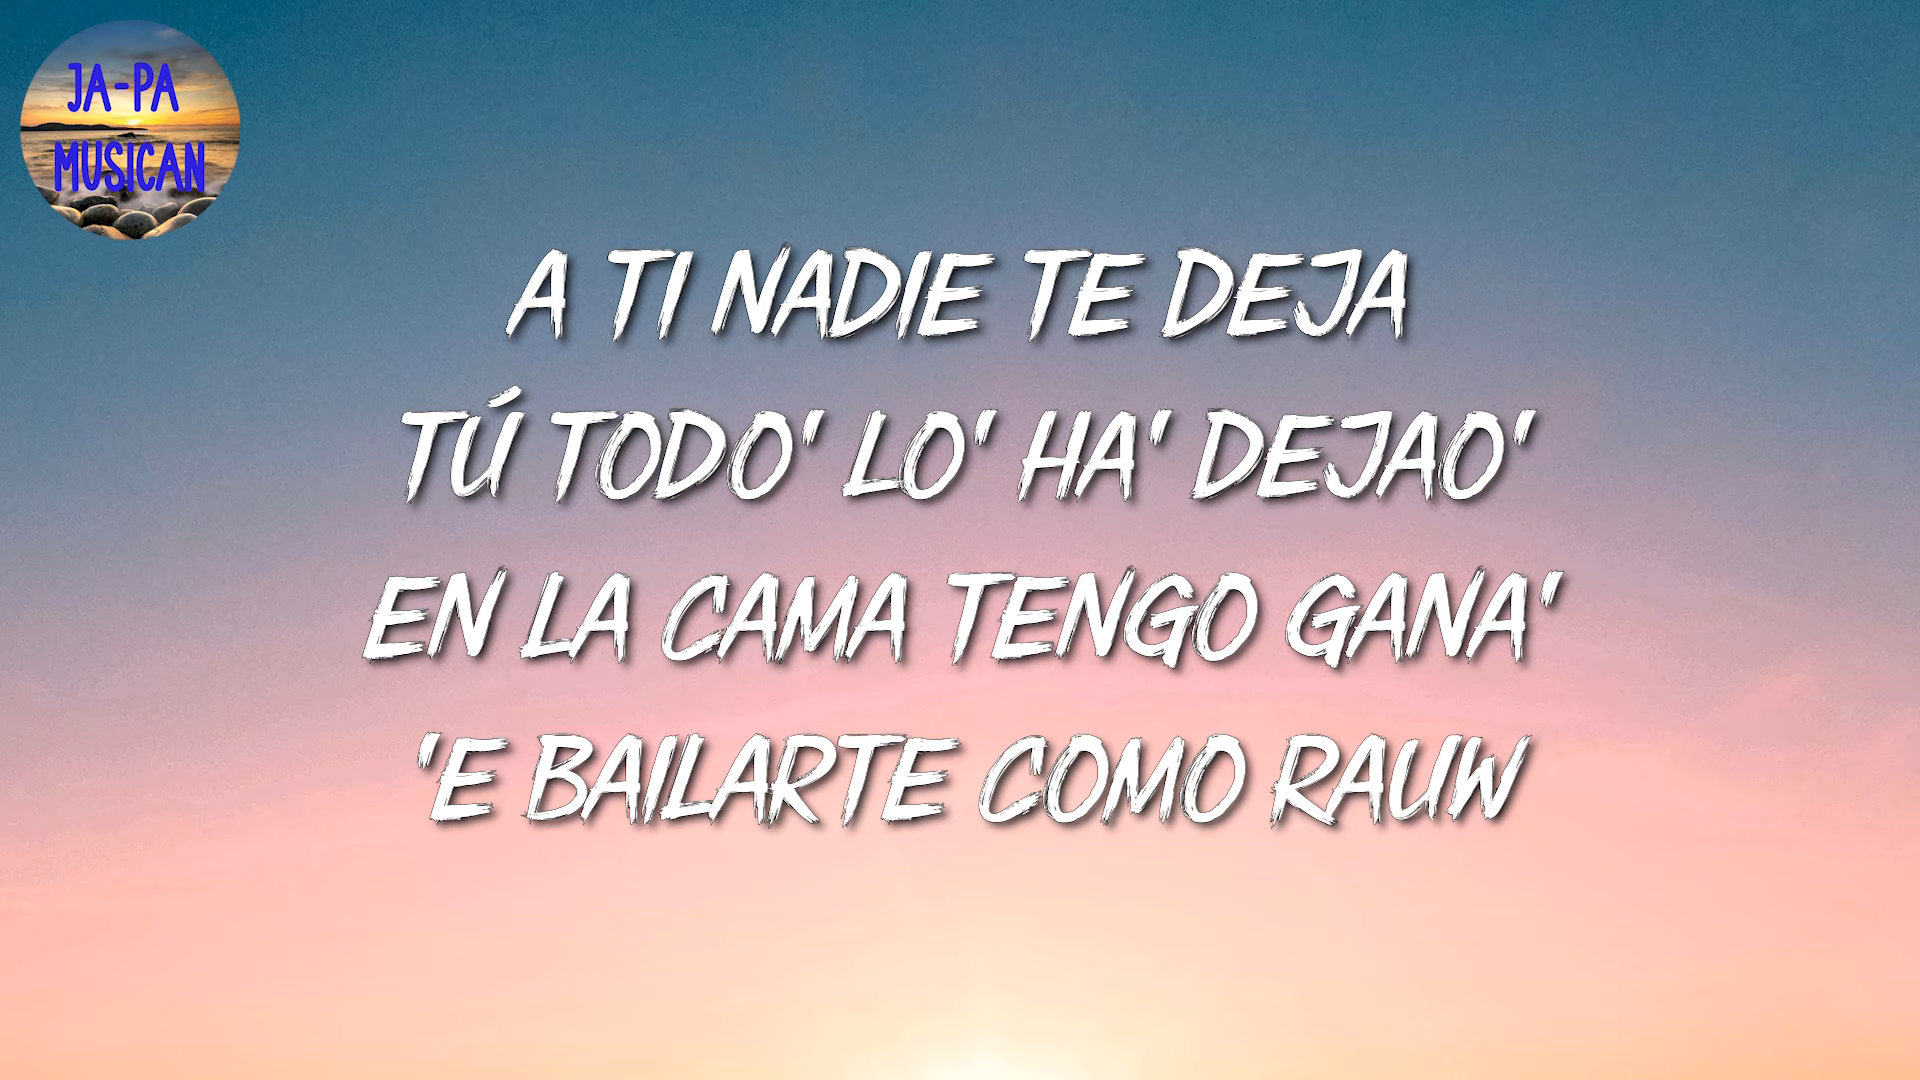 JA-PA
MUSICAN
A TI NADIE TE DEJA
TÚ TODO' LO' HA' DEJAO'
EN LA CAMA TENGO GANA'
'E BAILARTE COMO RAUW